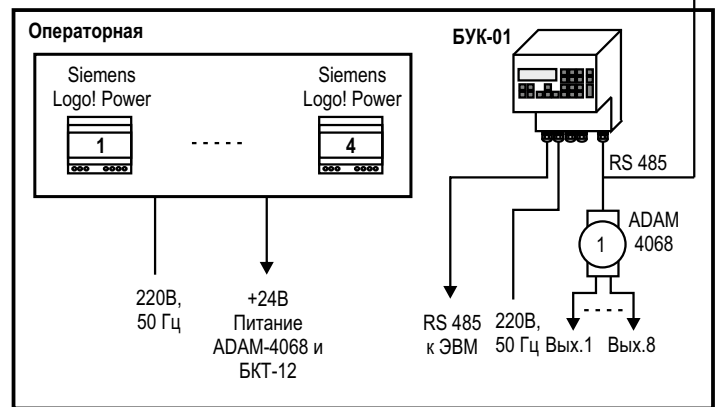 Операторная
БУК-01
Siemens
Logo! Power
Siemens
Logo! Power
1
4
RS 485
1
ADAM
4068
220В,
50 Гц
+24В
Питание
ADAM-4068 и
БКТ-12
RS 485
к ЭВМ
220В,
50 Гц
Вых.1
Вых.8